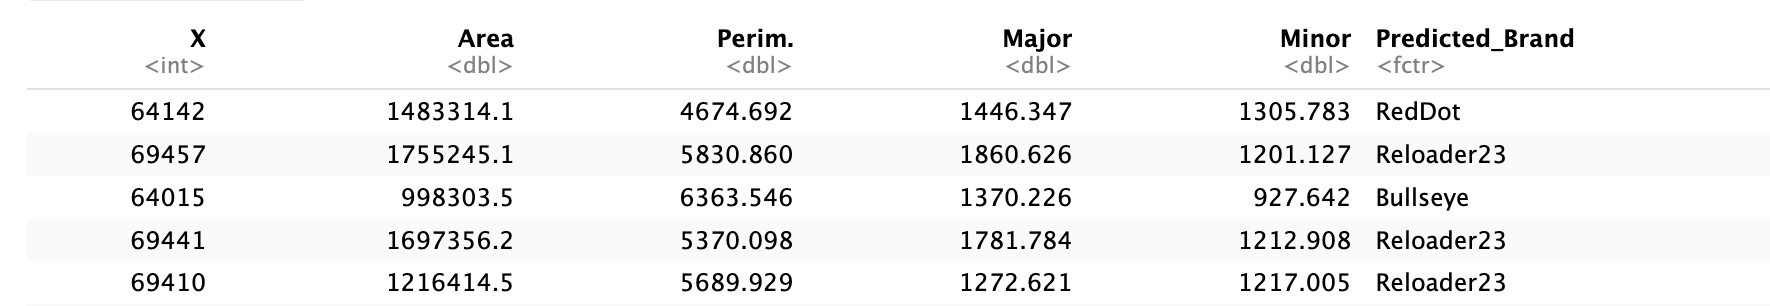 X Area Perim. Major Minor Predicted_Brand
<int> <dbl> <dbl> <dbl> <dbl> <fctr>
64142 1483314.1 4674.692 1446.347 1305.783 RedDot
69457 1755245.1 5830.860 1860.626 1201.127 Reloader23
64015 998303.5 6363.546 1370.226 927.642 Bullseye
69441 1697356.2 5370.098 1781.784 1212.908 Reloader23
69410 1216414.5 5689.929 1272.621 1217.005 Reloader23